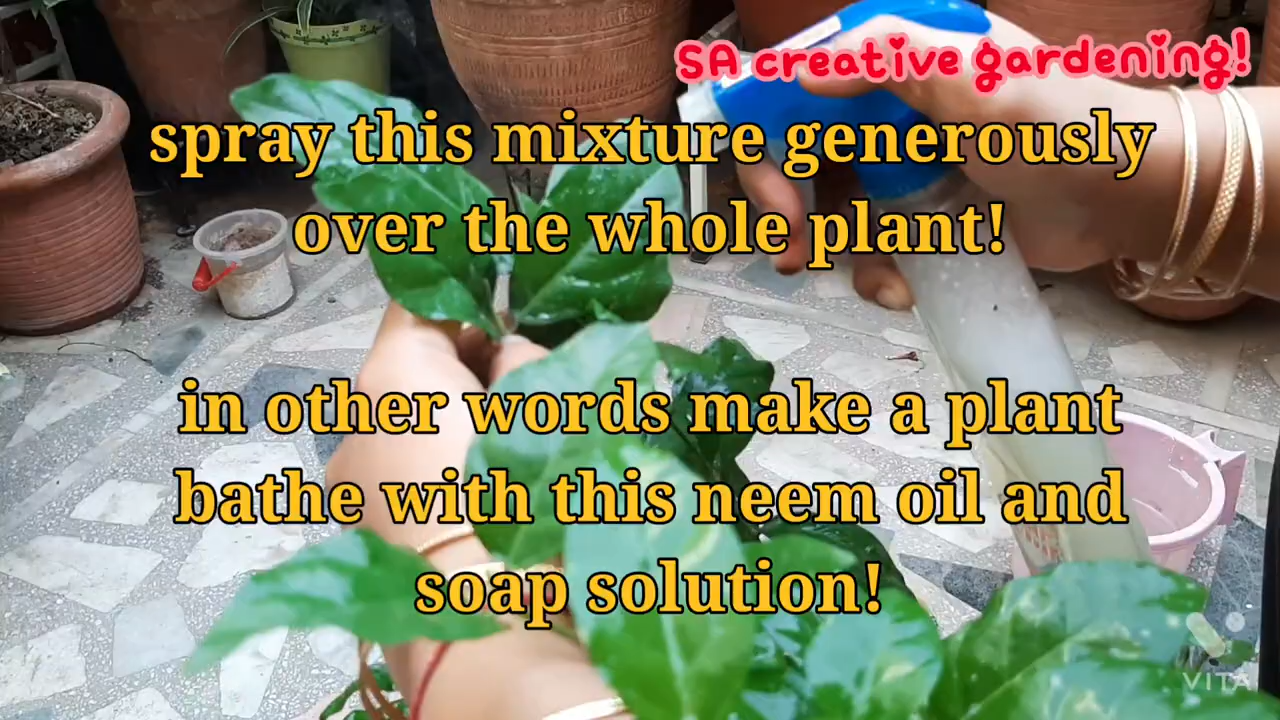 SA creative gardening!
spray this mixture generously
over the whole plant!
in other words make a plant
bathe with this neem oil and
soap solution!
VITA